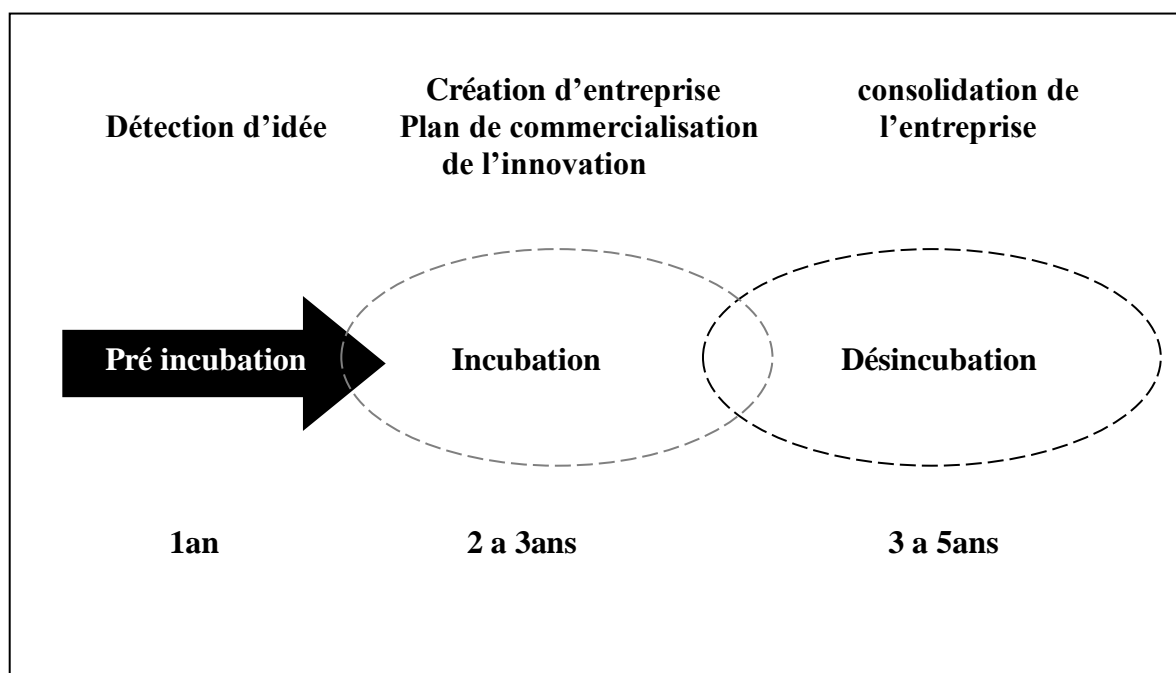 Détection d’idée
Création d’entreprise
Plan de commercialisation
de l’innovation
consolidation de
l’entreprise
Pré incubation
Incubation
Désincubation
1an
2 a 3ans
3 a 5ans